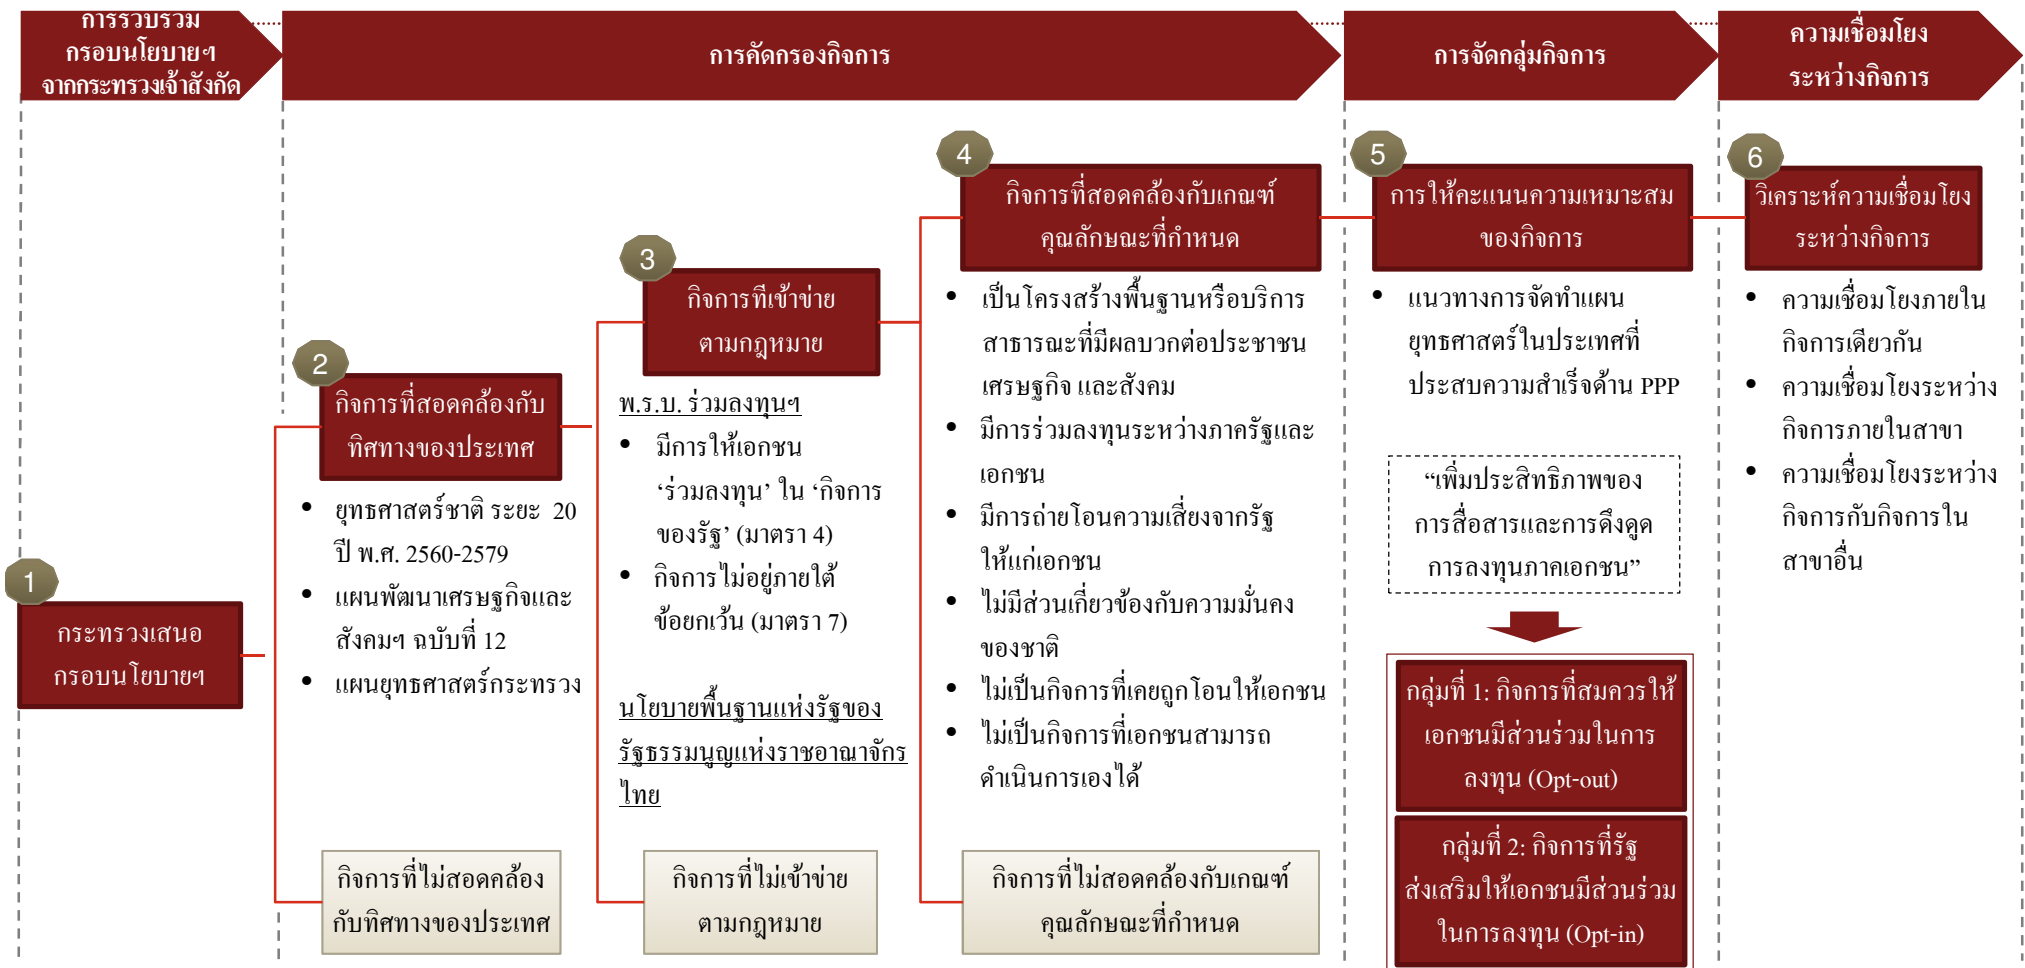 การรวบรวม
กรอบนโยบายฯ
จากกระทรวงเจ้าสังกัด
การคัดกรองกิจการ
การจัดกลุ่มกิจการ
ความเชื่อมโยง
ระหว่างกิจการ
1
กระทรวงเสนอ
กรอบนโยบายฯ
2
กิจการที่สอดคล้องกับ
ทิศทางของประเทศ
• ยุทธศาสตร์ชาติ ระยะ 20
ปี พ.ศ. 2560-2579
• แผนพัฒนาเศรษฐกิจและ
สังคมฯ ฉบับที่ 12
• แผนยุทธศาสตร์กระทรวง
กิจการที่ไม่สอดคล้อง
กับทิศทางของประเทศ
3
กิจการทีเข้าข่าย
ตามกฎหมาย
พ.ร.บ. ร่วมลงทุนฯ
• มีการให้เอกชน
‘ร่วมลงทุน’ ใน ‘กิจการ
ของรัฐ’ (มาตรา 4)
• กิจการไม่อยู่ภายใต้
ข้อยกเว้น (มาตรา 7)
นโยบายพื้นฐานแห่งรัฐของ
รัฐธรรมนูญแห่งราชอาณาจักร
ไทย
กิจการที่ไม่เข้าข่าย
ตามกฎหมาย
4
กิจการที่สอดคล้องกับเกณฑ์
คุณลักษณะที่กำหนด
• เป็นโครงสร้างพื้นฐานหรือบริการ
สาธารณะที่มีผลบวกต่อประชาชน
เศรษฐกิจ และสังคม
• มีการร่วมลงทุนระหว่างภาครัฐและ
เอกชน
• มีการถ่ายโอนความเสี่ยงจากรัฐ
ให้แก่เอกชน
• ไม่มีส่วนเกี่ยวข้องกับความมั่นคง
ของชาติ
• ไม่เป็นกิจการที่เคยถูกโอนให้เอกชน
• ไม่เป็นกิจการที่เอกชนสามารถ
ดำเนินการเองได้
กิจการที่ไม่สอดคล้องกับเกณฑ์
คุณลักษณะที่กำหนด
5
การให้คะแนนความเหมาะสม
ของกิจการ
• แนวทางการจัดทำแผน
ยุทธศาสตร์ในประเทศที่
ประสบความสำเร็จด้าน PPP
“เพิ่มประสิทธิภาพของ
การสื่อสารและการดึงดูด
การลงทุนภาคเอกชน”
กลุ่มที่ 1: กิจการที่สมควรให้
เอกชนมีส่วนร่วมในการ
ลงทุน (Opt-out)
กลุ่มที่ 2: กิจการที่รัฐ
ส่งเสริมให้เอกชนมีส่วนร่วม
ในการลงทุน (Opt-in)
6
วิเคราะห์ความเชื่อมโยง
ระหว่างกิจการ
• ความเชื่อมโยงภายใน
กิจการเดียวกัน
• ความเชื่อมโยงระหว่าง
กิจการภายในสาขา
• ความเชื่อมโยงระหว่าง
กิจการกับกิจการใน
สาขาอื่น